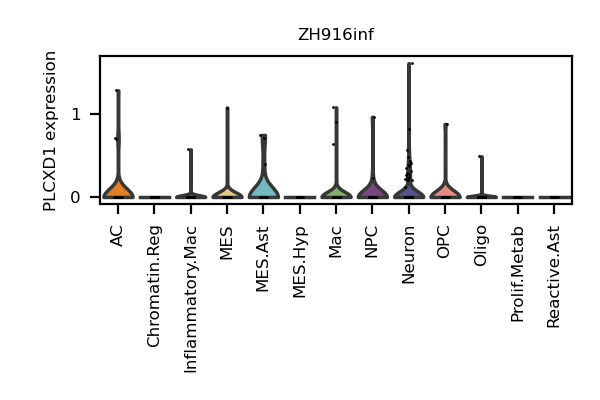 ZH916inf
PLCXD1 expression
1
0
AC
Chromatin.Reg
Inflammatory.Mac
MES
MES.Ast
MES.Hyp
Mac
NPC
Neuron
OPC
Oligo
Prolif.Metab
Reactive.Ast